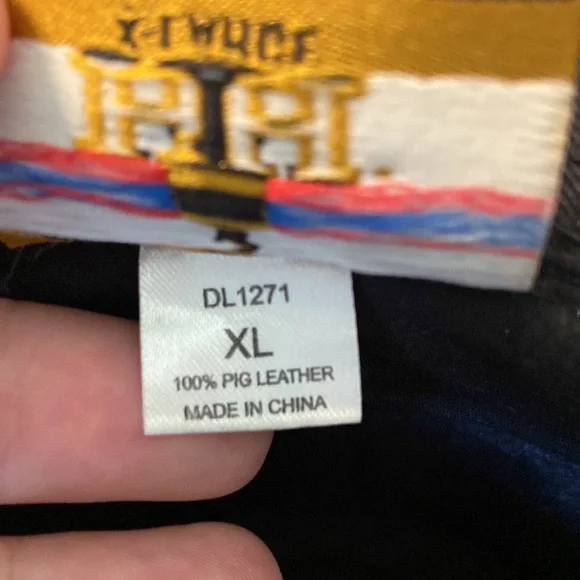 DL1271
XL
100% PIG LEATHER
MADE IN CHINA